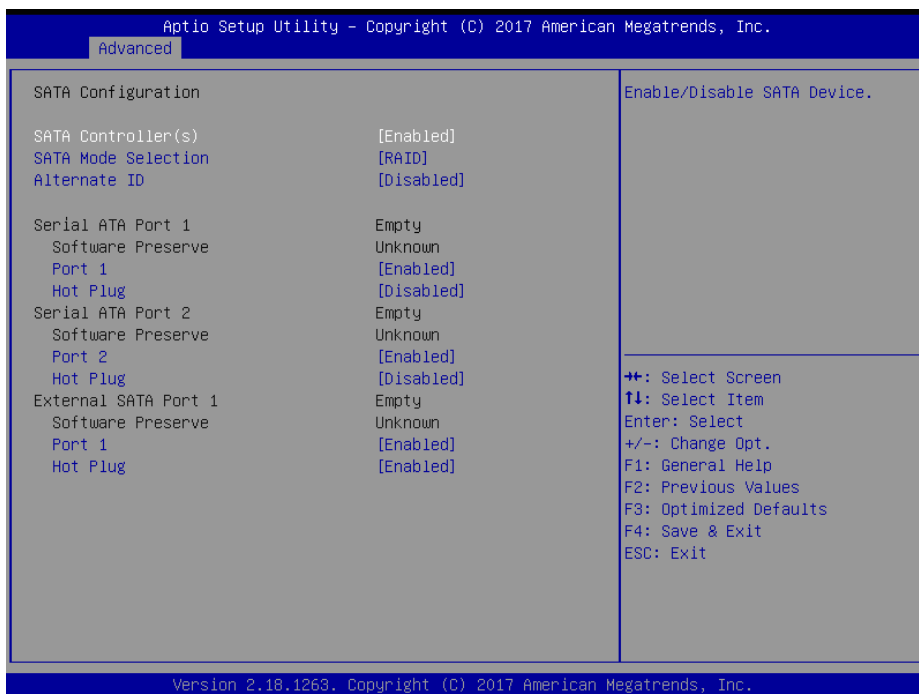 Aptio Setup Utility – Copyright (C) 2017 American Megatrends, Inc.
Advanced
SATA Configuration
SATA Controller(s) [Enabled]
SATA Mode Selection [RAID]
Alternate ID [Disabled]
Serial ATA Port 1 Empty
Software Preserve Unknown
Port 1 [Enabled]
Hot Plug [Disabled]
Serial ATA Port 2 Empty
Software Preserve Unknown
Port 2 [Enabled]
Hot Plug [Disabled]
External SATA Port 1 Empty
Software Preserve Unknown
Port 1 [Enabled]
Hot Plug [Enabled]
Enable/Disable SATA Device.
→←: Select Screen
↑↓: Select Item
Enter: Select
+/-: Change Opt.
F1: General Help
F2: Previous Values
F3: Optimized Defaults
F4: Save & Exit
ESC: Exit
Version 2.18.1263. Copyright (C) 2017 American Megatrends, Inc.